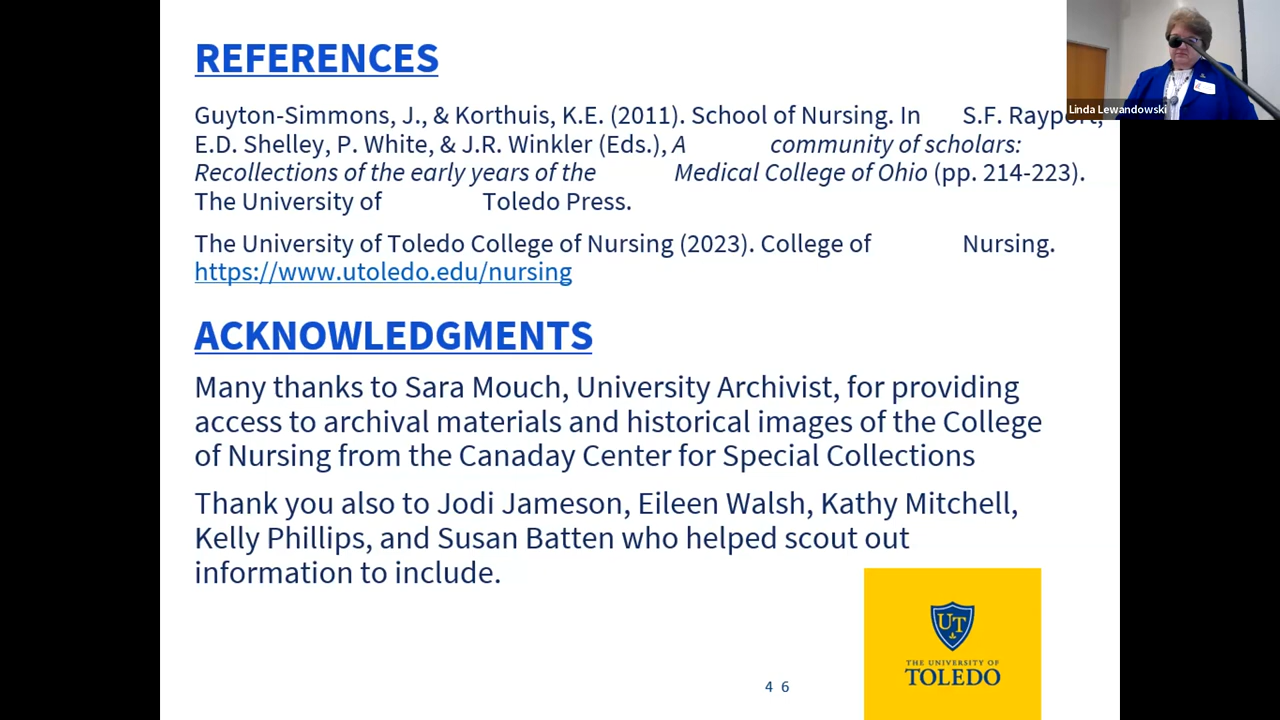 REFERENCES
Guyton-Simmons, J., & Korthuis, K.E. (2011). School of Nursing. In S.F. Rayport,
E.D. Shelley, P. White, & J.R. Winkler (Eds.), A community of scholars:
Recollections of the early years of the Medical College of Ohio (pp. 214-223).
The University of Toledo Press.
The University of Toledo College of Nursing (2023). College of Nursing.
https://www.utoledo.edu/nursing
ACKNOWLEDGMENTS
Many thanks to Sara Mouch, University Archivist, for providing
access to archival materials and historical images of the College
of Nursing from the Canaday Center for Special Collections
Thank you also to Jodi Jameson, Eileen Walsh, Kathy Mitchell,
Kelly Phillips, and Susan Batten who helped scout out
information to include.
46
UT
THE UNIVERSITY OF
TOLEDO
Linda Lewandowski